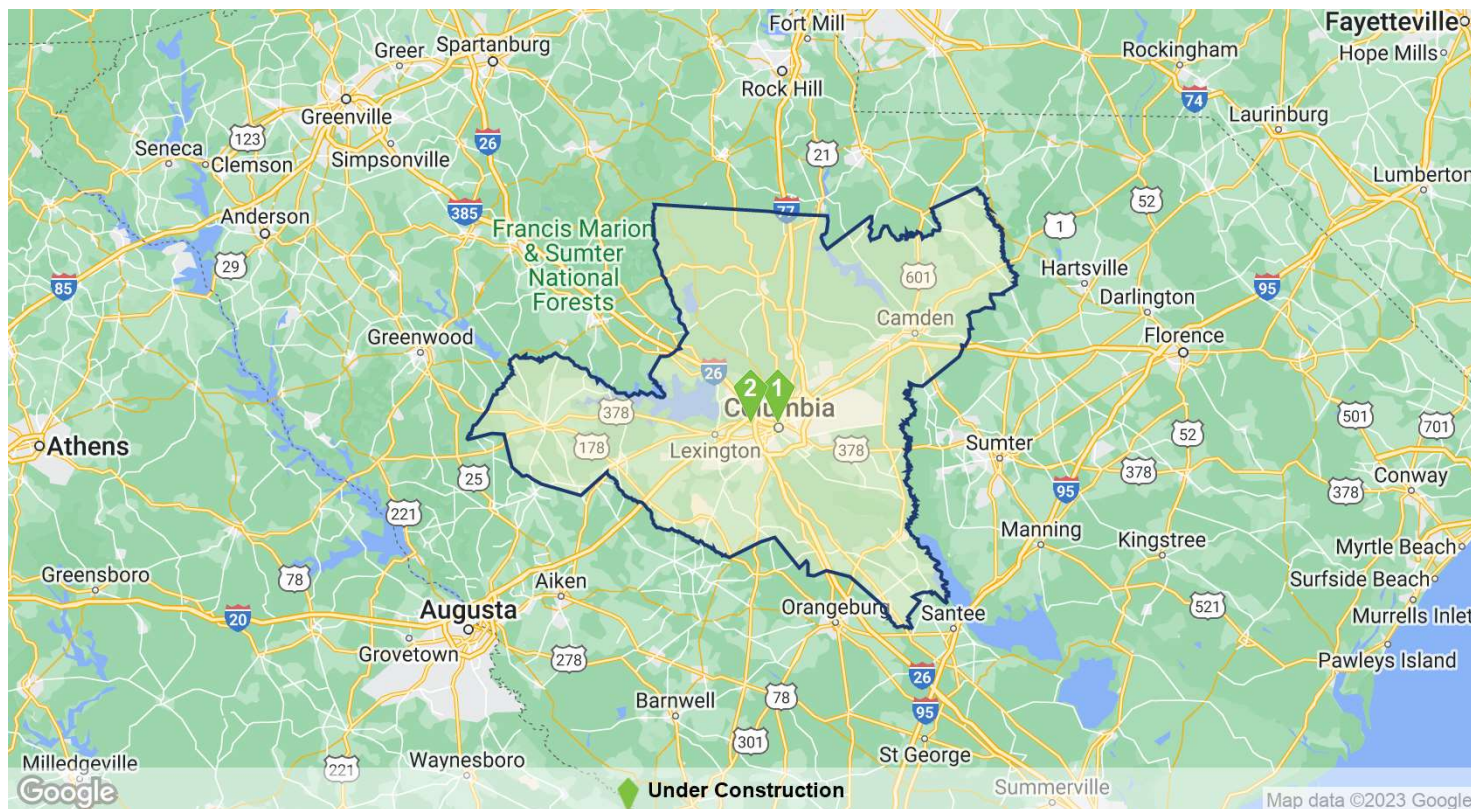 Fort Mill
Fayetteville
Spartanburg
Greer
Rockingham
Hope Mills
Rock Hill
Greenville
74
Laurinburg
123
Seneca
Clemson
Simpsonville
26
21
52
Lumberton
Anderson
385
77
1
29
Francis Marion
& Sumter
National
Forests
85
601
Hartsville
95
Darlington
Greenwood
Camden
Florence
26
2
1
378
Columbia
501
701
Athens
178
Lexington
378
Sumter
52
378
25
Conway
378
221
95
Manning
Kingstree
Myrtle Beach
Greensboro
78
Aiken
Surfside Beach
Augusta
Orangeburg
Santee
521
Murrells Inlet
20
Grovetown
278
Pawleys Island
26
Barnwell
78
95
301
St George
Milledgeville
221
Waynesboro
Summerville
Google
Under Construction
Map data ©2023 Google